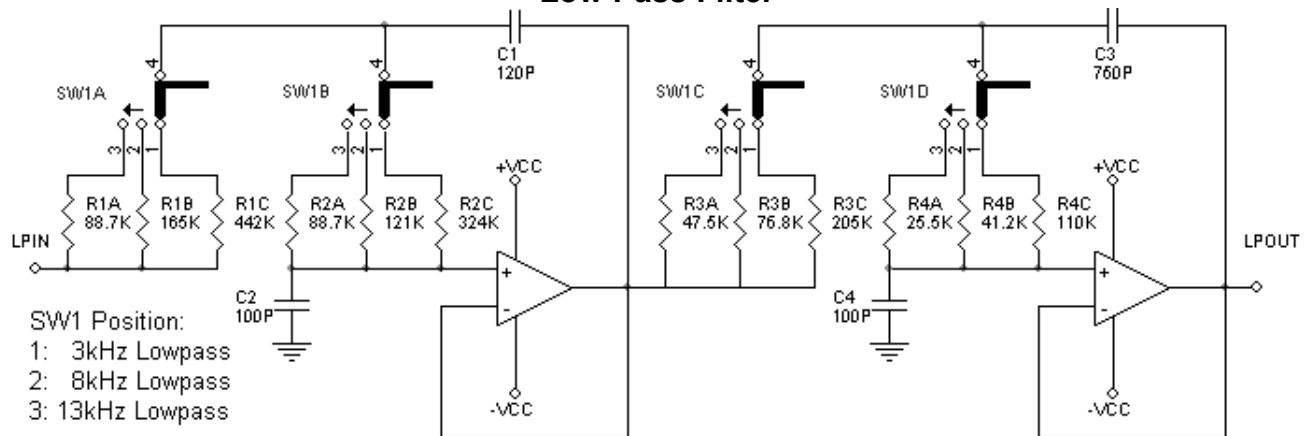 Low Pass Filter
C1
120P
C3
760P
4
4
4
4
SW1A
SW1B
SW1C
SW1D
3
2
1
3
2
1
3
2
1
3
2
1
+VCC
+VCC
R1A
88.7K
R1B
165K
R1C
442K
R2A
88.7K
R2B
121K
R2C
324K
R3A
47.5K
R3B
76.8K
R3C
205K
R4A
25.5K
R4B
41.2K
R4C
110K
LPIN
LPOUT
+
-
+
-
C2
100P
C4
100P
-VCC
-VCC
SW1 Position:
1: 3kHz Lowpass
2: 8kHz Lowpass
3: 13kHz Lowpass